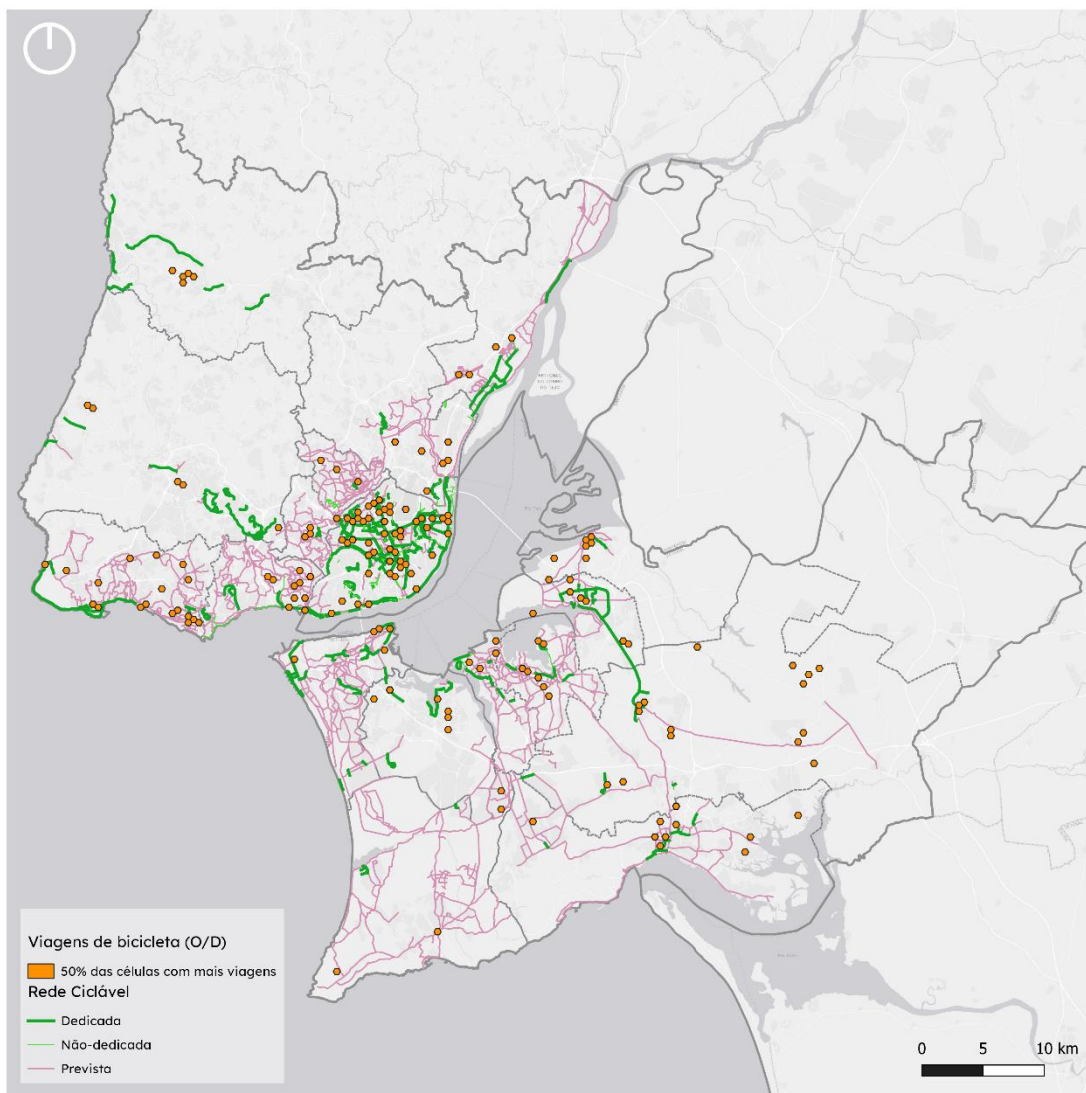 Viagens de bicicleta (O/D)
50% das células com mais viagens
Rede Ciclável
Dedicada
Não-dedicada
Prevista
0 5 10 km